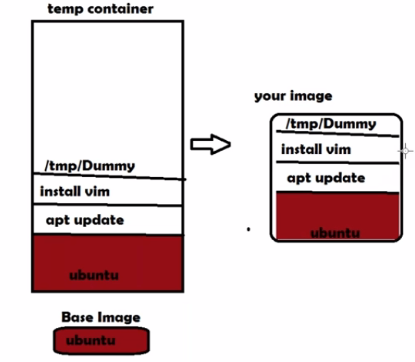 temp container
/tmp/Dummy
install vim
apt update
ubuntu
Base Image
ubuntu
your image
/tmp/Dummy
install vim
apt update
ubuntu